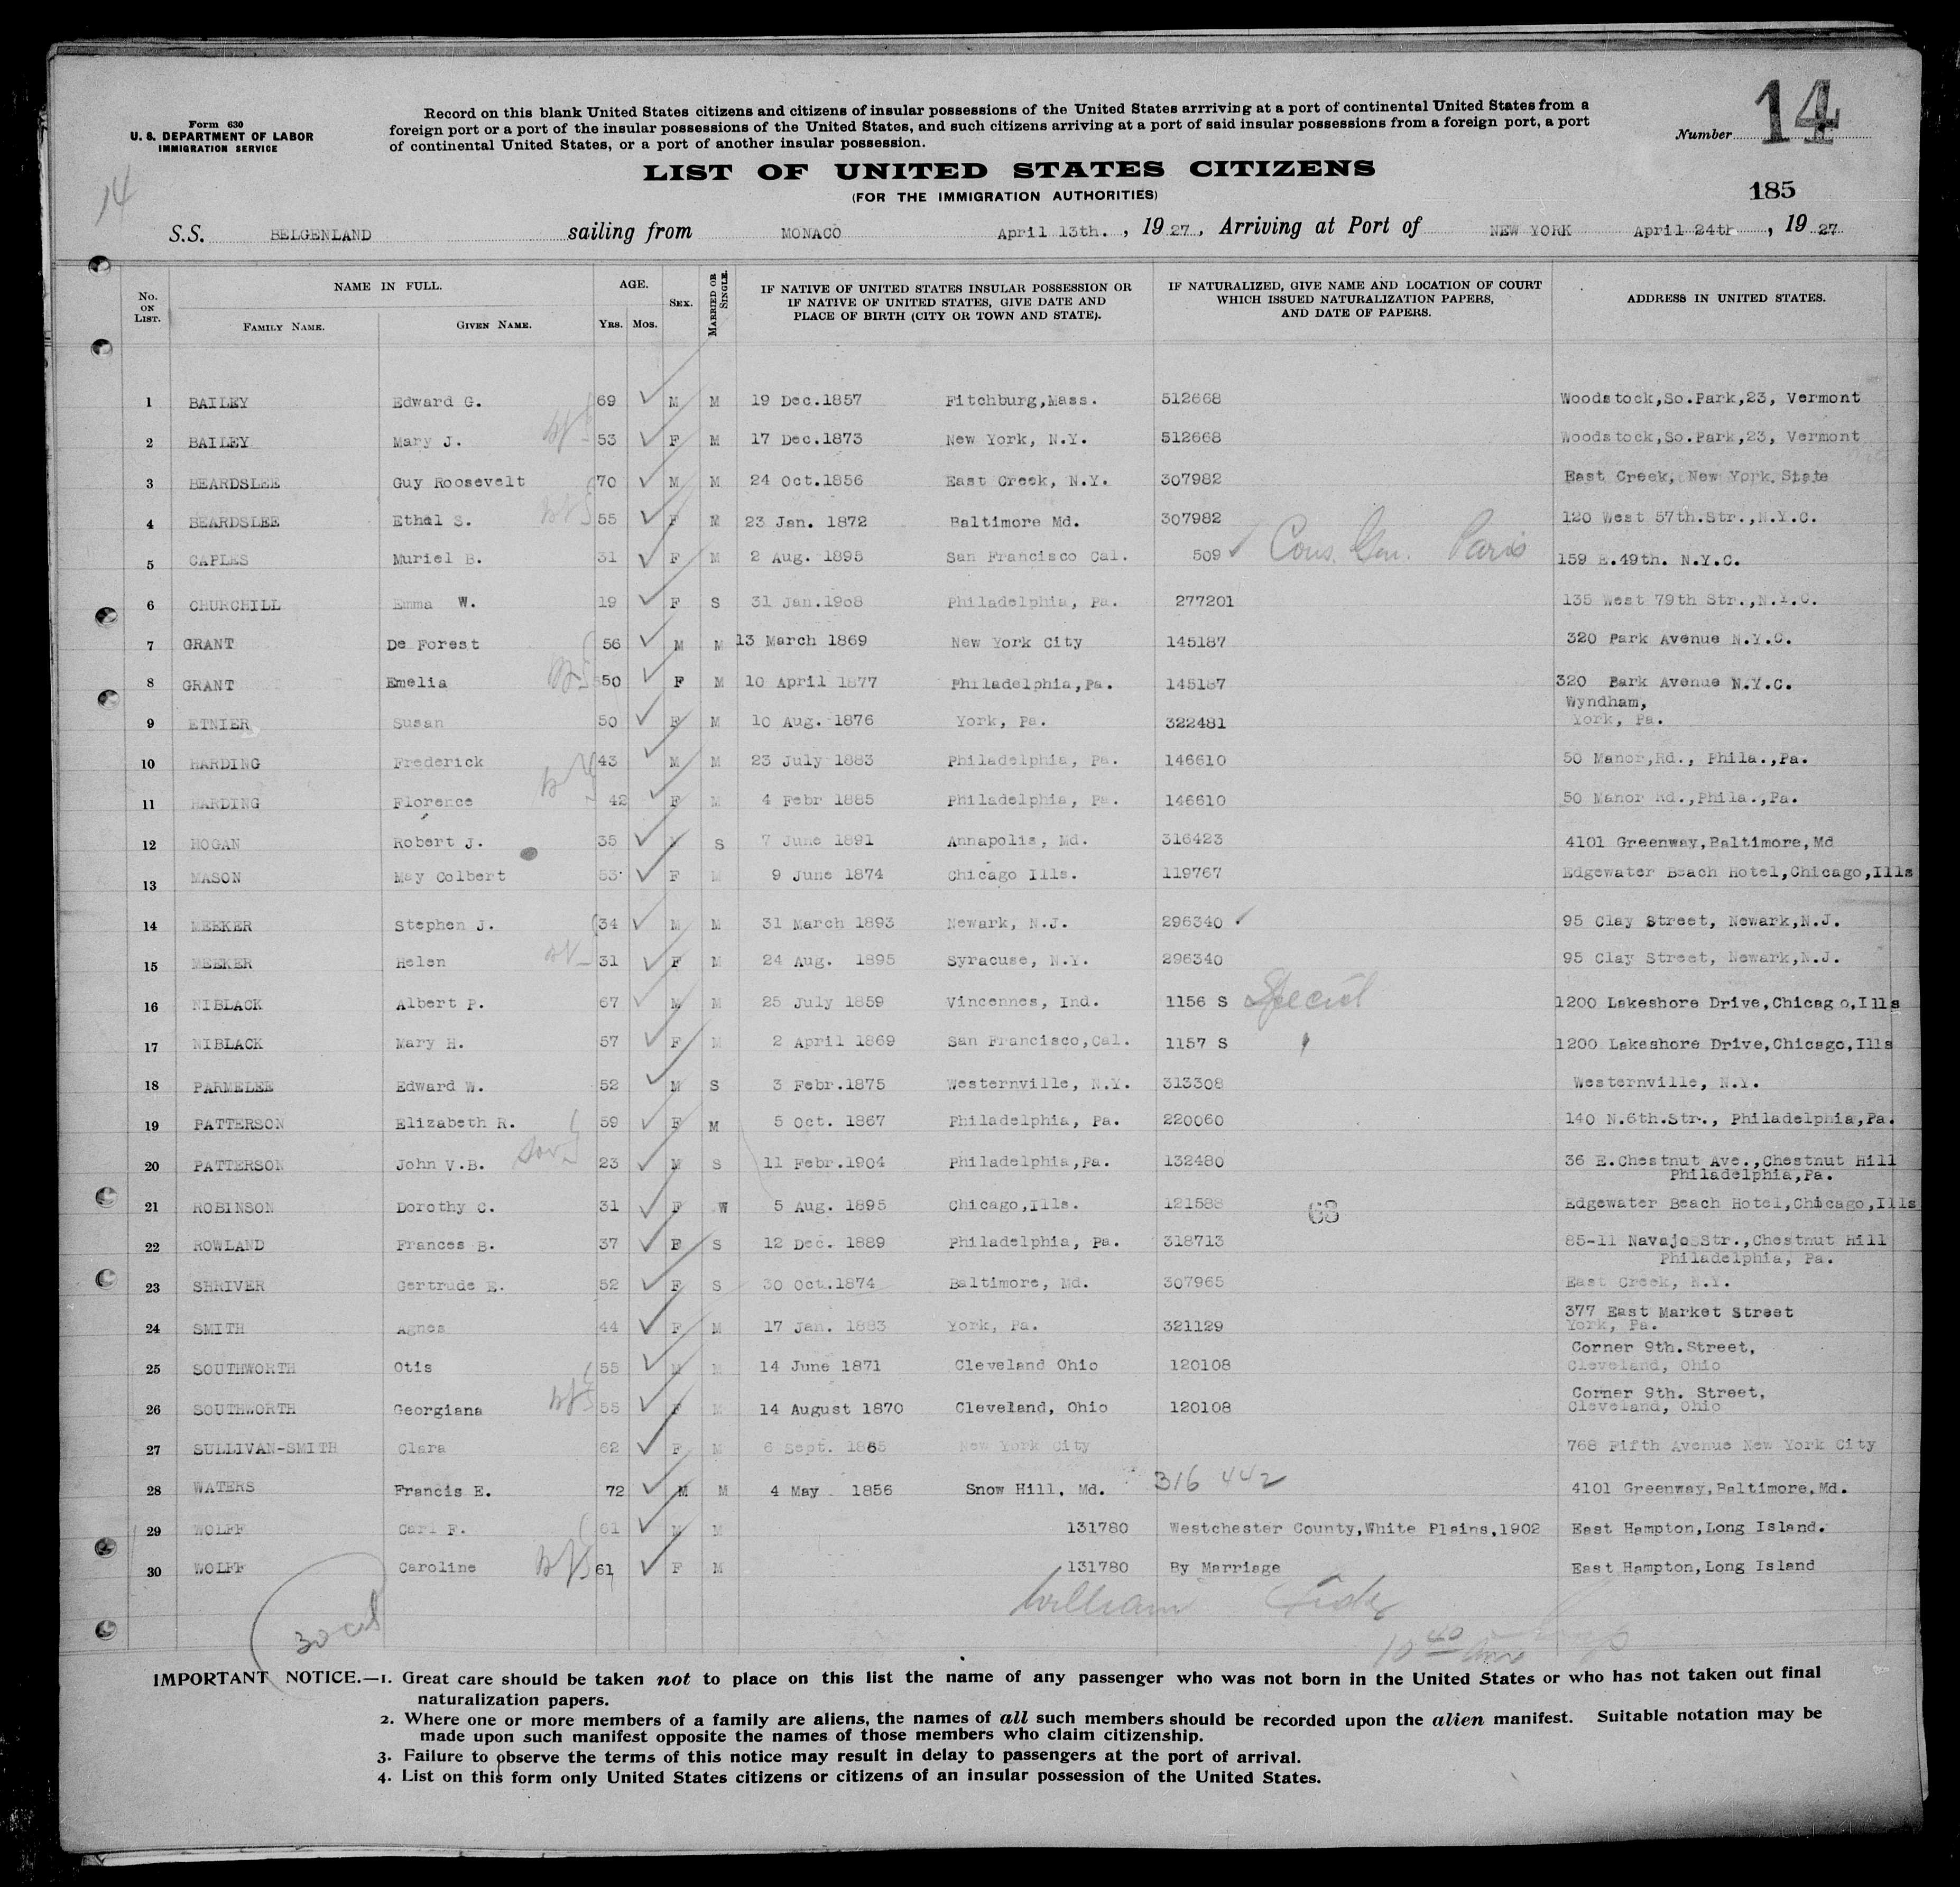 Form 630
U. S. DEPARTMENT OF LABOR
IMMIGRATION SERVICE
Record on this blank United States citizens and citizens of insular possessions of the United States arrriving at a port of continental United States from a
foreign port or a port of the insular possessions of the United States, and such citizens arriving at a port of said insular possessions from a foreign port, a port
of continental United States, or a port of another insular possession.
Number 14
LIST OF UNITED STATES CITIZENS
(FOR THE IMMIGRATION AUTHORITIES)
185
14
S.S. BELGENLAND sailing from MONACO April 13th. , 19 27 , Arriving at Port of NEW YORK April 24th , 19 27
No. ON LIST. NAME IN FULL. FAMILY NAME. GIVEN NAME. AGE. YRS. MOS. SEX. MARRIED OR SINGLE. IF NATIVE OF UNITED STATES INSULAR POSSESSION OR IF NATIVE OF UNITED STATES, GIVE DATE AND PLACE OF BIRTH (CITY OR TOWN AND STATE). IF NATURALIZED, GIVE NAME AND LOCATION OF COURT WHICH ISSUED NATURALIZATION PAPERS, AND DATE OF PAPERS. ADDRESS IN UNITED STATES.
1 BAILEY Edward G. 69 M M 19 Dec.1857 Fitchburg,Mass. 512668 Woodstock,So.Park,23, Vermont
2 BAILEY Mary J. 53 F M 17 Dec.1873 New York, N.Y. 512668 Woodstock,So.Park,23, Vermont
3 BEARDSLEE Guy Roosevelt 70 M M 24 Oct.1856 East Creek, N.Y. 307982 East Creek, New York State
4 BEARDSLEE Ethel S. 55 F M 23 Jan. 1872 Baltimore Md. 307982 120 West 57th.Str.,N.Y.C.
5 CAPLES Muriel B. 31 F M 2 Aug. 1895 San Francisco Cal. 509 Cons. Gen. Paris 159 E.49th. N.Y.C.
6 CHURCHILL Emma W. 19 F S 31 Jan.1908 Philadelphia, Pa. 277201 135 West 79th Str.,N.Y.C.
7 GRANT De Forest 56 M M 13 March 1869 New York City 145187 320 Park Avenue N.Y.C.
8 GRANT Emelia 50 F M 10 April 1877 Philadelphia,Pa. 145187 320 Park Avenue N.Y.C.
9 ETNIER Susan 50 F M 10 Aug. 1876 York, Pa. 322481 Wyndham,
York, Pa.
10 HARDING Frederick 43 M M 23 July 1883 Philadelphia, Pa. 146610 50 Manor,Rd., Phila.,Pa.
11 HARDING Florence 42 F M 4 Febr 1885 Philadelphia, Pa. 146610 50 Manor Rd.,Phila.,Pa.
12 HOGAN Robert J. 35 M S 7 June 1891 Annapolis, Md. 316423 4101 Greenway,Baltimore,Md
13 MASON May Colbert 53 F M 9 June 1874 Chicago Ills. 119767 Edgewater Beach Hotel,Chicago,Ills
14 MEEKER Stephen J. 34 M M 31 March 1893 Newark, N.J. 296340 95 Clay Street, Newark,N.J.
15 MEEKER Helen 31 F M 24 Aug. 1895 Syracuse, N.Y. 296340 95 Clay Street, Newark,N.J.
16 NIBLACK Albert P. 67 M M 25 July 1859 Vincennes, Ind. 1156 S Special 1200 Lakeshore Drive,Chicago,Ills
17 NIBLACK Mary H. 57 F M 2 April 1869 San Francisco,Cal. 1157 S 1200 Lakeshore Drive,Chicago,Ills
18 PARMELEE Edward W. 52 M S 3 Febr.1875 Westernville, N.Y. 313308 Westernville, N.Y.
19 PATTERSON Elizabeth R. 59 F M 5 Oct. 1867 Philadelphia, Pa. 220060 140 N.6th.Str., Philadelphia,Pa.
20 PATTERSON John V.B. son 23 M S 11 Febr.1904 Philadelphia,Pa. 132480 36 E.Chestnut Ave.,Chestnut Hill
Philadelphia,Pa.
21 ROBINSON Dorothy C. 31 F W 5 Aug. 1895 Chicago,Ills. 121588 63 Edgewater Beach Hotel,Chicago,Ills
22 ROWLAND Frances B. 37 F S 12 Dec. 1889 Philadelphia, Pa. 318713 85-11 Navajo Str.,Chestnut Hill
Philadelphia, Pa.
23 SHRIVER Gertrude E. 52 F S 30 Oct.1874 Baltimore, Md. 307965 East Creek, N.Y.
24 SMITH Agnes 44 F M 17 Jan. 1883 York, Pa. 321129 377 East Market Street
York, Pa.
25 SOUTHWORTH Otis 55 M M 14 June 1871 Cleveland Ohio 120108 Corner 9th.Street,
Cleveland, Ohio
26 SOUTHWORTH Georgiana 55 F M 14 August 1870 Cleveland, Ohio 120108 Corner 9th. Street,
Cleveland, Ohio
27 SULLIVAN-SMITH Clara 62 F M 6 Sept. New York City 768 Fifth Avenue New York City
28 WATERS Francis E. 72 M M 4 May 1856 Snow Hill, Md. 316 442 4101 Greenway,Baltimore,Md.
29 WOLFF Carl F. 61 M M 131780 Westchester County,White Plains,1902 East Hampton,Long Island.
30 WOLFF Caroline 61 F M 131780 By Marriage East Hampton,Long Island
William
IMPORTANT NOTICE.—1. Great care should be taken not to place on this list the name of any passenger who was not born in the United States or who has not taken out final
naturalization papers.
2. Where one or more members of a family are aliens, the names of all such members should be recorded upon the alien manifest. Suitable notation may be
made upon such manifest opposite the names of those members who claim citizenship.
3. Failure to observe the terms of this notice may result in delay to passengers at the port of arrival.
4. List on this form only United States citizens or citizens of an insular possession of the United States.